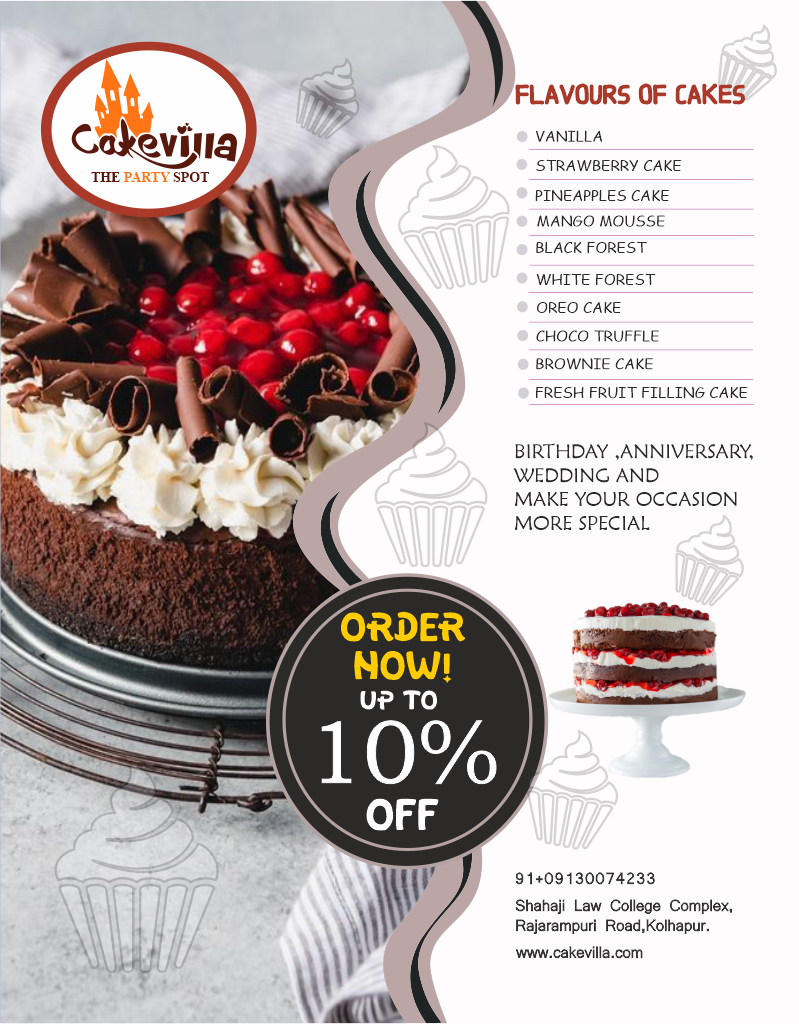 Cakevilla
THE PARTY SPOT
FLAVOURS OF CAKES
VANILLA
STRAWBERRY CAKE
PINEAPPLES CAKE
MANGO MOUSSE
BLACK FOREST
WHITE FOREST
OREO CAKE
CHOCO TRUFFLE
BROWNIE CAKE
FRESH FRUIT FILLING CAKE
BIRTHDAY ,ANNIVERSARY,
WEDDING AND
MAKE YOUR OCCASION
MORE SPECIAL
ORDER
NOW!
UP TO
10%
OFF
91+09130074233
Shahaji Law College Complex,
Rajarampuri Road,Kolhapur.
www.cakevilla.com